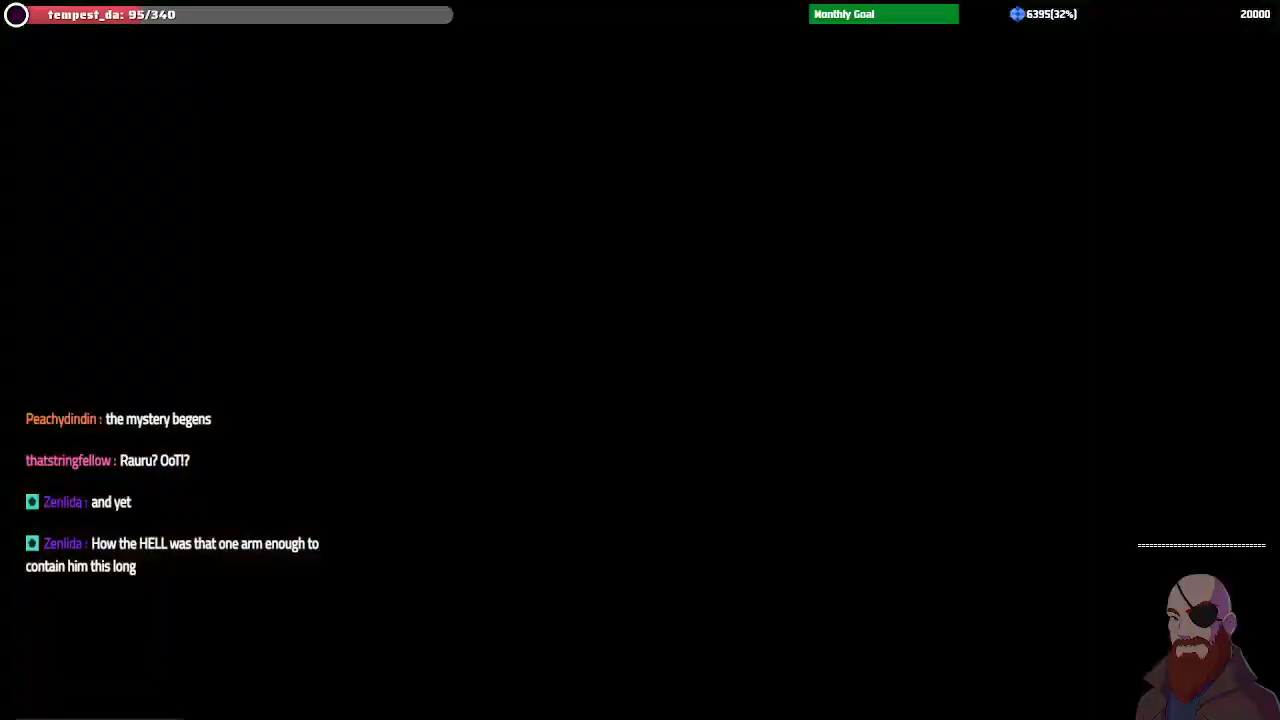 tempest_da: 95/340
Monthly Goal
6395(32%)
20000
Peachydindin : the mystery begens
thatstringfellow : Rauru? OoT!?
Zenlida : and yet
Zenlida : How the HELL was that one arm enough to
contain him this long